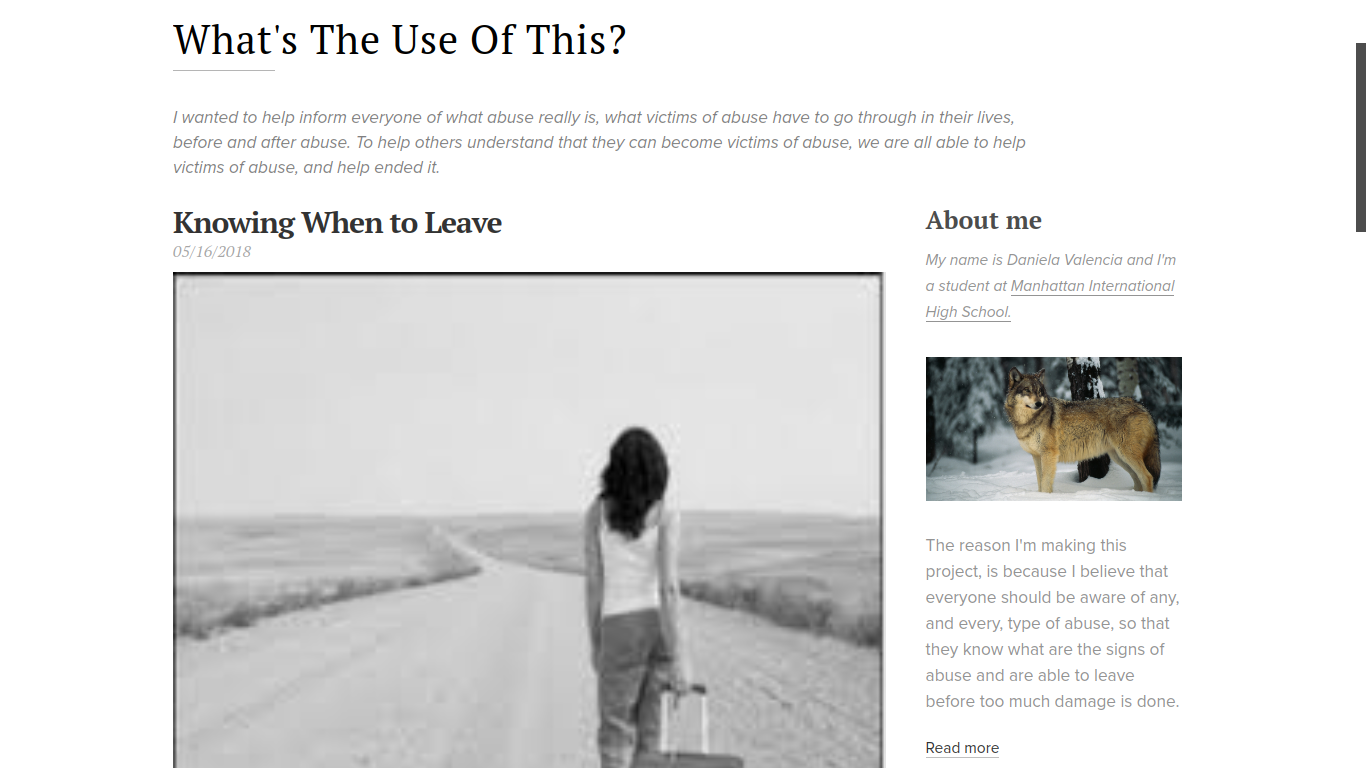 What's The Use Of This?
I wanted to help inform everyone of what abuse really is, what victims of abuse have to go through in their lives,
before and after abuse. To help others understand that they can become victims of abuse, we are all able to help
victims of abuse, and help ended it.
Knowing When to Leave
05/16/2018
About me
My name is Daniela Valencia and I'm
a student at Manhattan International
High School.
The reason I'm making this
project, is because I believe that
everyone should be aware of any,
and every, type of abuse, so that
they know what are the signs of
abuse and are able to leave
before too much damage is done.
Read more